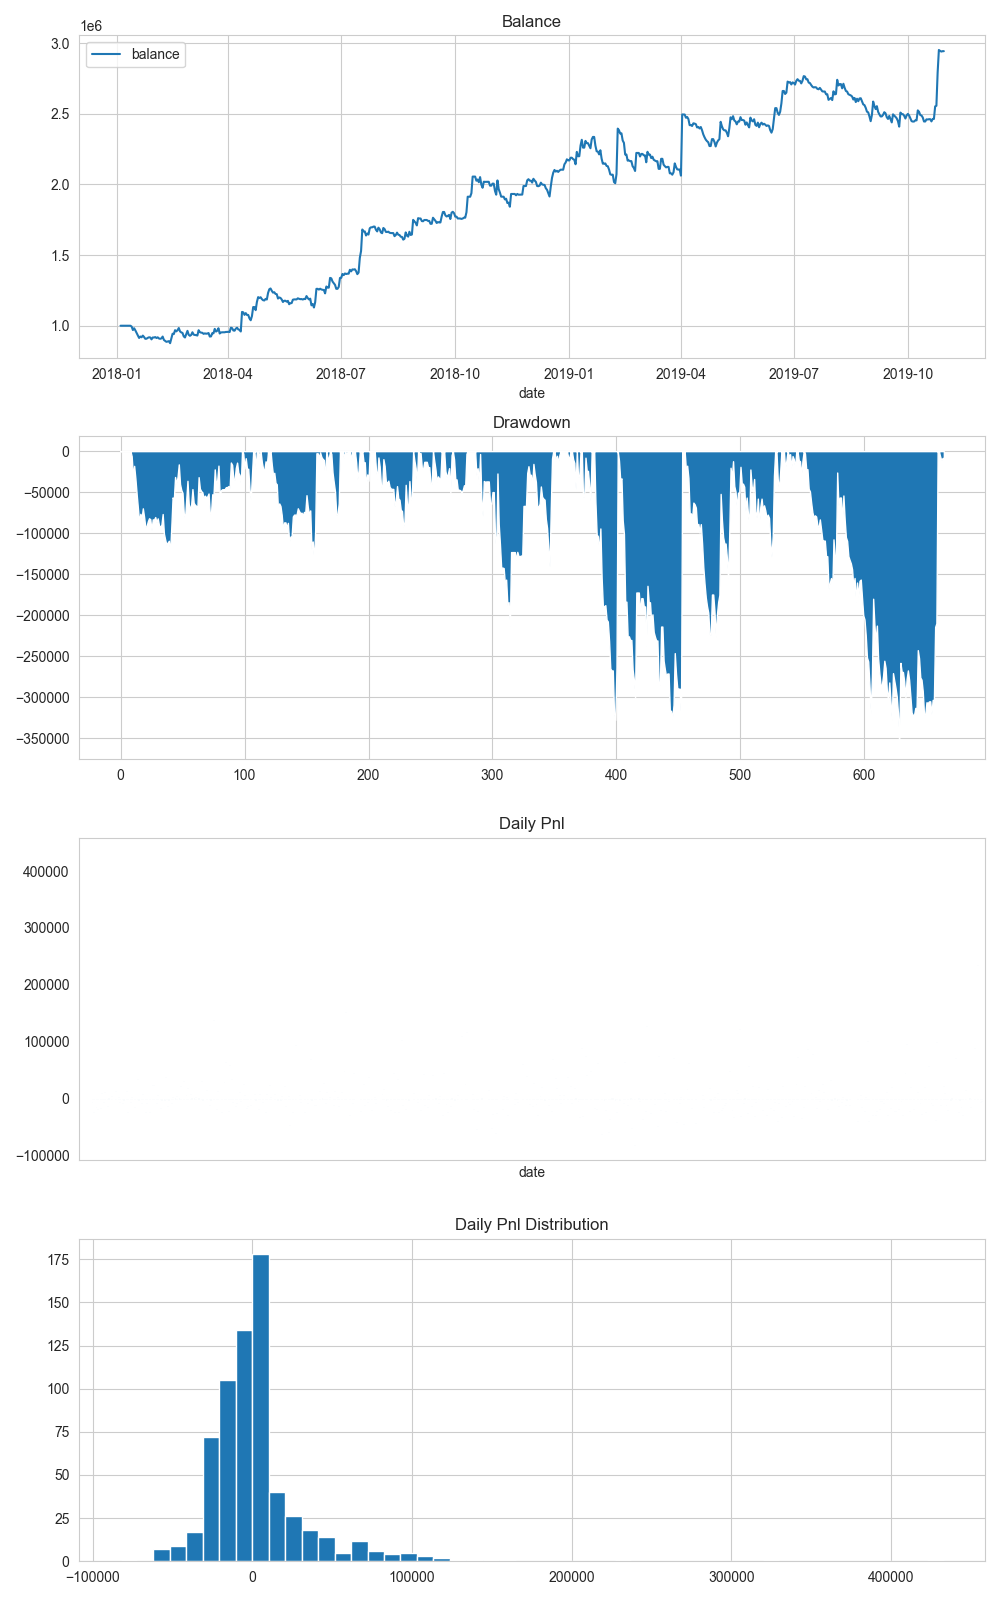 Balance
1e6
balance
3.0
2.5
2.0
1.5
1.0
2018-01 2018-04 2018-07 2018-10 2019-01 2019-04 2019-07 2019-10
date
Drawdown
0
−50000
−100000
−150000
−200000
−250000
−300000
−350000
0 100 200 300 400 500 600
Daily Pnl
400000
300000
200000
100000
0
−100000
date
Daily Pnl Distribution
175
150
125
100
75
50
25
0
−100000 0 100000 200000 300000 400000